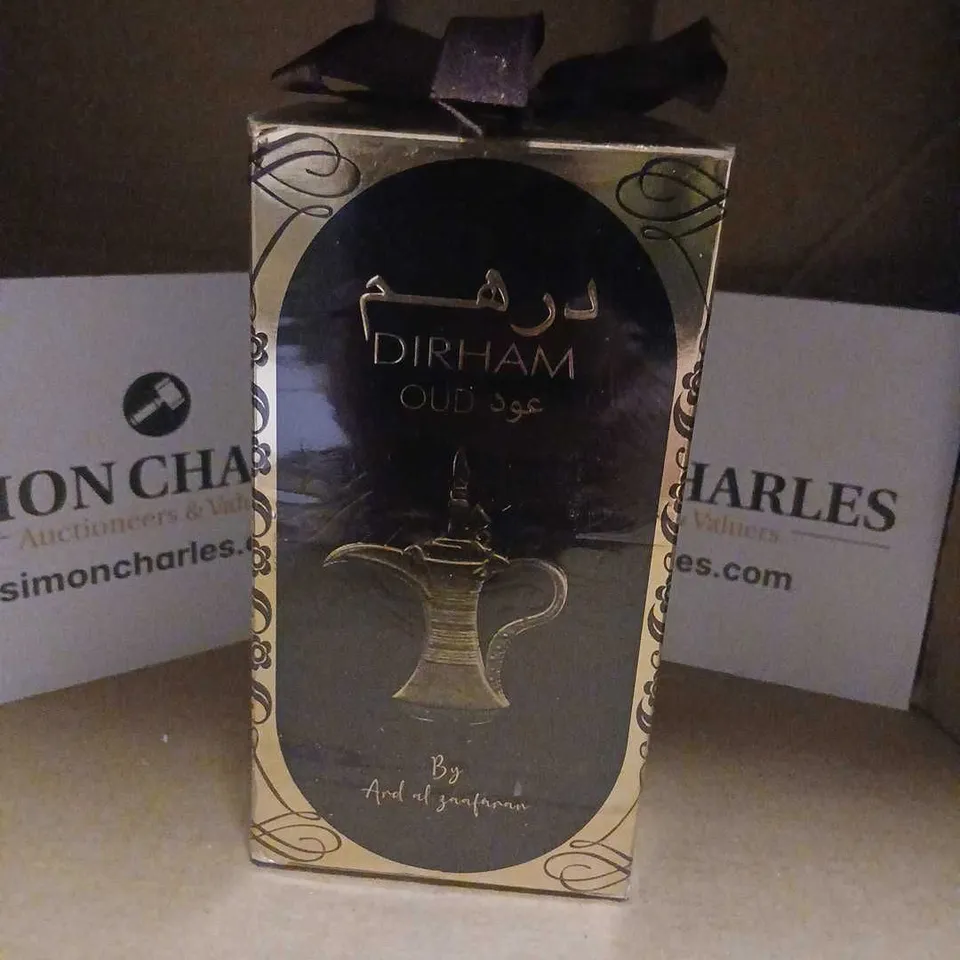 درهم
DIRHAM
OUD عود
By
Ard al zaafaran
MON CHA
Auctioneers & Valu
simoncharles.
HARLES
& Valuers
es.com